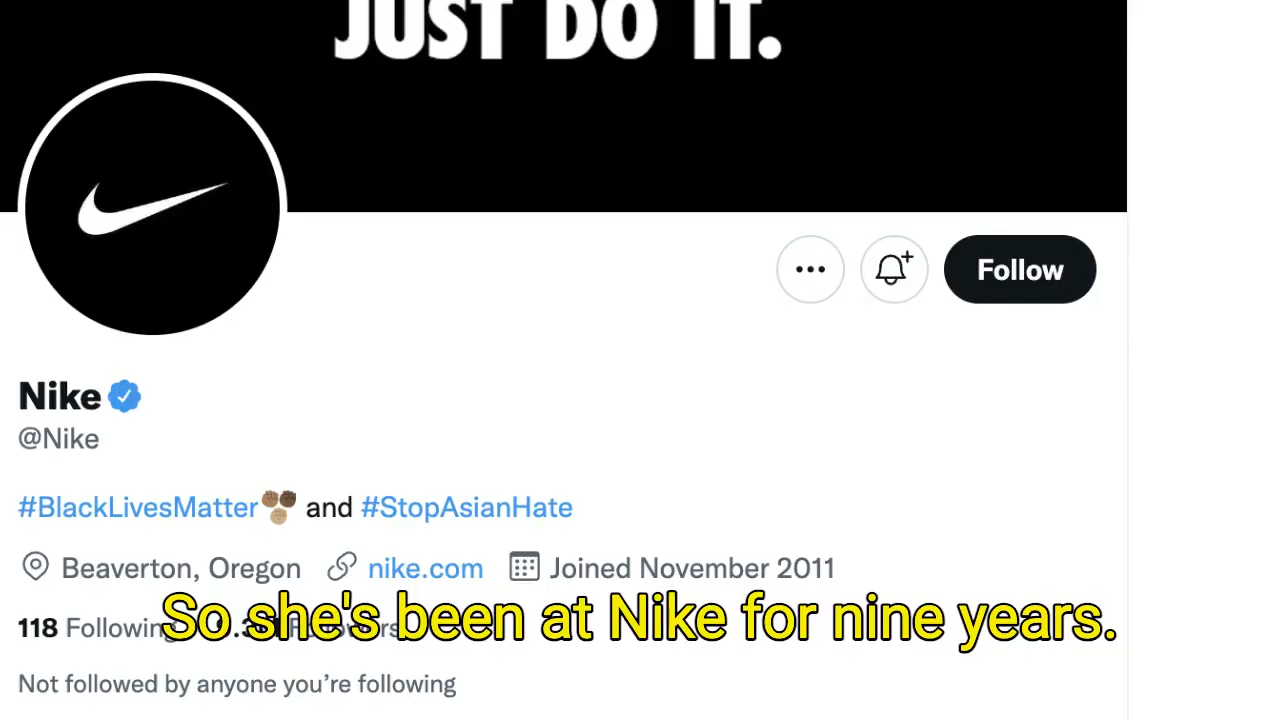 JUST DO IT.
Follow
Nike
@Nike
#BlackLivesMatter and #StopAsianHate
Beaverton, Oregon nike.com Joined November 2011
118 Following
So she's been at Nike for nine years.
Not followed by anyone you’re following